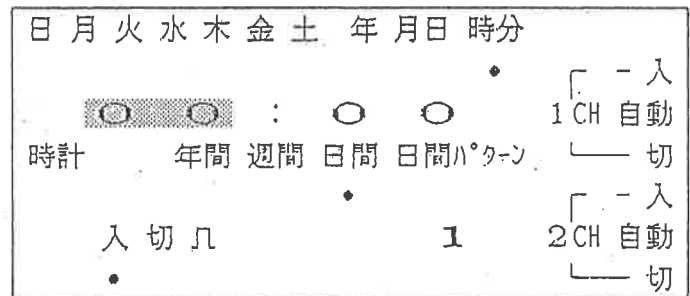 日 月 火 水 木 金 土 年 月日 時分
入
00 : 00 1CH 自動
時計 年間 週間 日間 日間パターン 切
入
入 切 ⎍ 1 2CH 自動
切